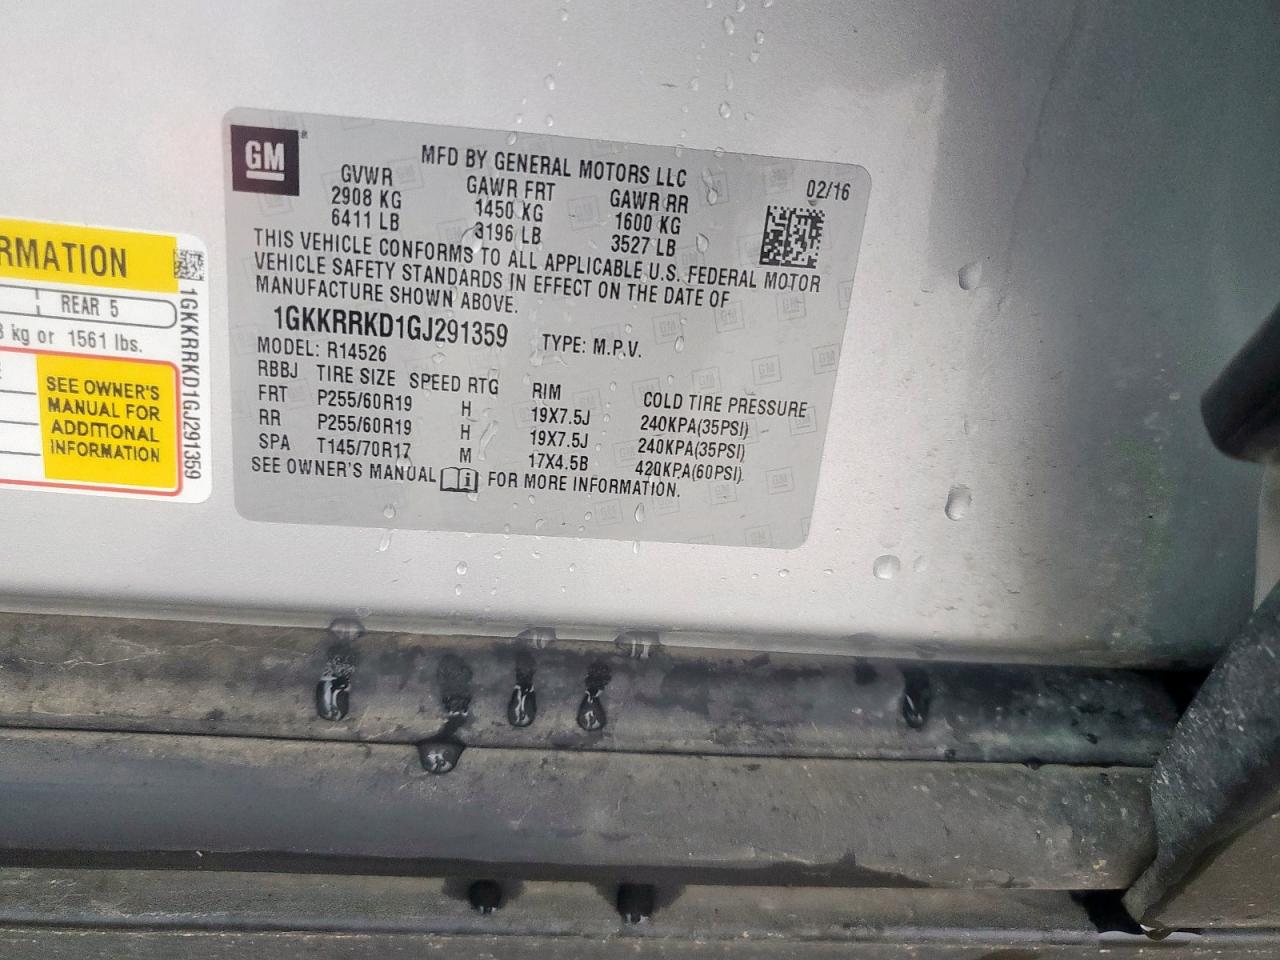 GM
MFD BY GENERAL MOTORS LLC
02/16
GVWR GAWR FRT GAWR RR
2908 KG 1450 KG 1600 KG
6411 LB 3196 LB 3527 LB
THIS VEHICLE CONFORMS TO ALL APPLICABLE U.S. FEDERAL MOTOR
VEHICLE SAFETY STANDARDS IN EFFECT ON THE DATE OF
MANUFACTURE SHOWN ABOVE.
1GKKRRKD1GJ291359 TYPE: M.P.V.
MODEL: R14526
RBBJ TIRE SIZE SPEED RTG RIM COLD TIRE PRESSURE
FRT P255/60R19 H 19X7.5J 240KPA(35PSI)
RR P255/60R19 H 19X7.5J 240KPA(35PSI)
SPA T145/70R17 M 17X4.5B 420KPA(60PSI)
SEE OWNER'S MANUAL i FOR MORE INFORMATION.
RMATION
REAR 5
kg or 1561 lbs.
SEE OWNER'S
MANUAL FOR
ADDITIONAL
INFORMATION
1GKKRRKD1GJ291359